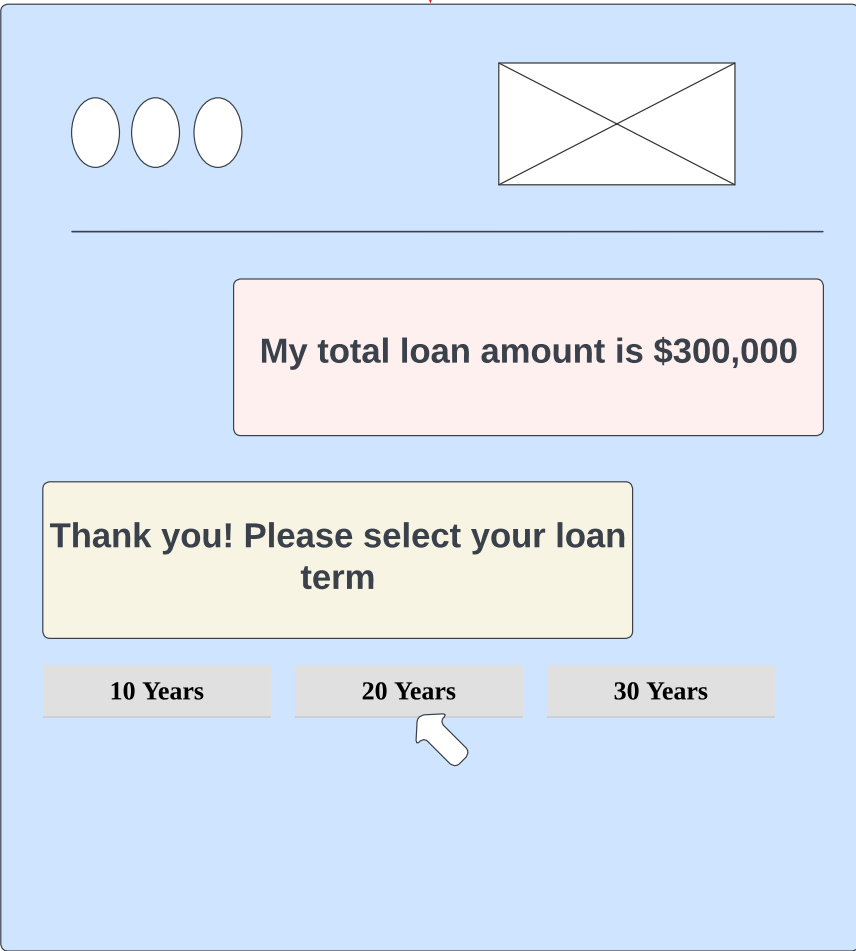 My total loan amount is $300,000
Thank you! Please select your loan
term
10 Years
20 Years
30 Years